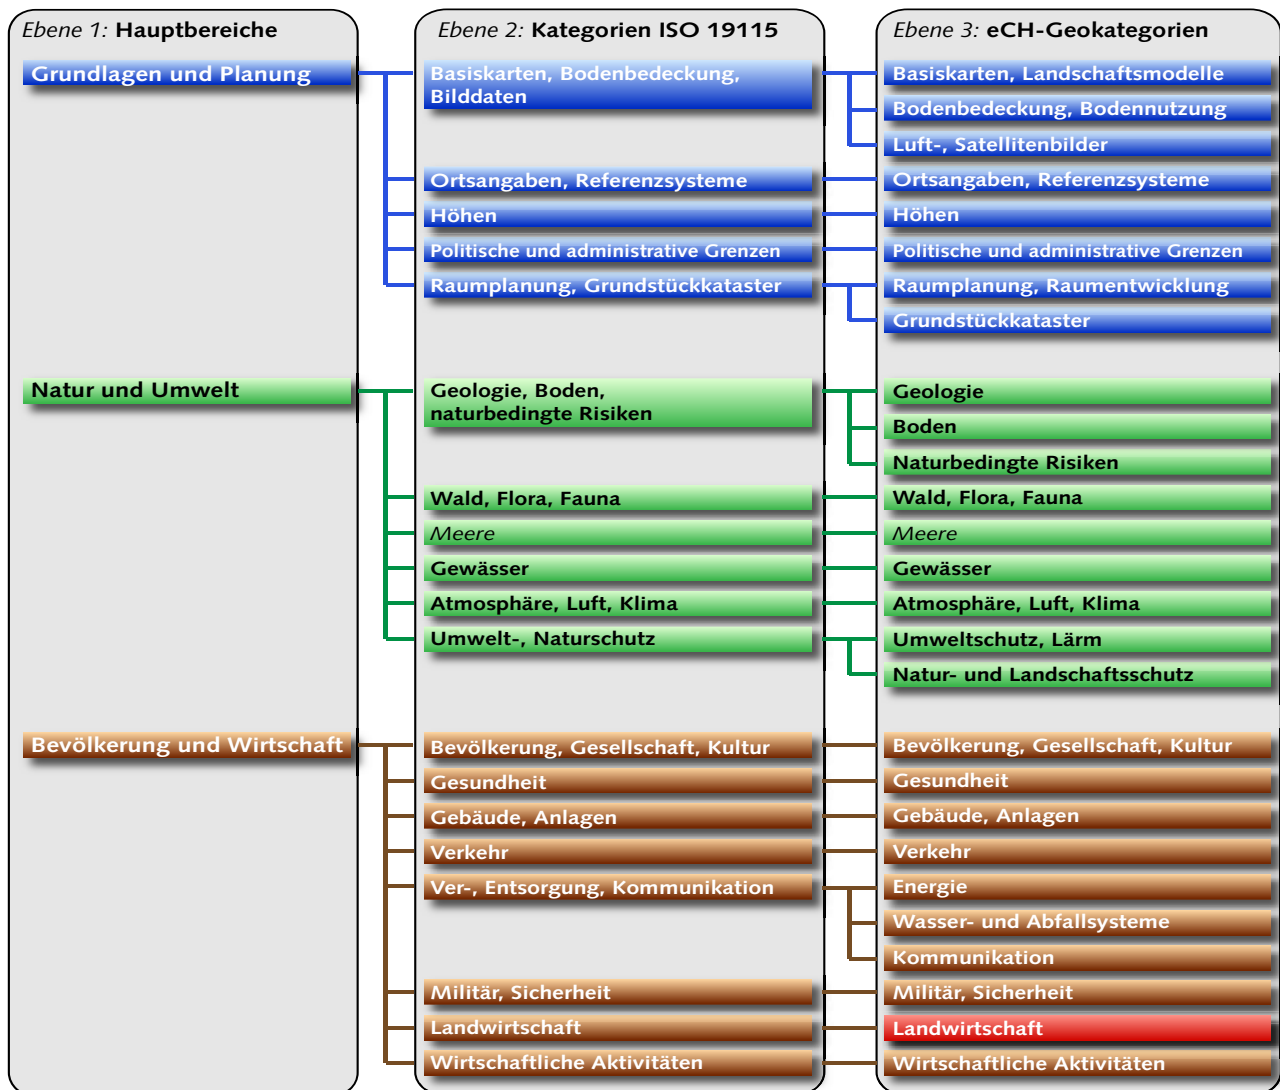 Ebene 1: Hauptbereiche
Grundlagen und Planung
Natur und Umwelt
Bevölkerung und Wirtschaft
Ebene 2: Kategorien ISO 19115
Basiskarten, Bodenbedeckung,
Bilddaten
Ortsangaben, Referenzsysteme
Höhen
Politische und administrative Grenzen
Raumplanung, Grundstückkataster
Geologie, Boden,
naturbedingte Risiken
Wald, Flora, Fauna
Meere
Gewässer
Atmosphäre, Luft, Klima
Umwelt-, Naturschutz
Bevölkerung, Gesellschaft, Kultur
Gesundheit
Gebäude, Anlagen
Verkehr
Ver-, Entsorgung, Kommunikation
Militär, Sicherheit
Landwirtschaft
Wirtschaftliche Aktivitäten
Ebene 3: eCH-Geokategorien
Basiskarten, Landschaftsmodelle
Bodenbedeckung, Bodennutzung
Luft-, Satellitenbilder
Ortsangaben, Referenzsysteme
Höhen
Politische und administrative Grenzen
Raumplanung, Raumentwicklung
Grundstückkataster
Geologie
Boden
Naturbedingte Risiken
Wald, Flora, Fauna
Meere
Gewässer
Atmosphäre, Luft, Klima
Umweltschutz, Lärm
Natur- und Landschaftsschutz
Bevölkerung, Gesellschaft, Kultur
Gesundheit
Gebäude, Anlagen
Verkehr
Energie
Wasser- und Abfallsysteme
Kommunikation
Militär, Sicherheit
Landwirtschaft
Wirtschaftliche Aktivitäten